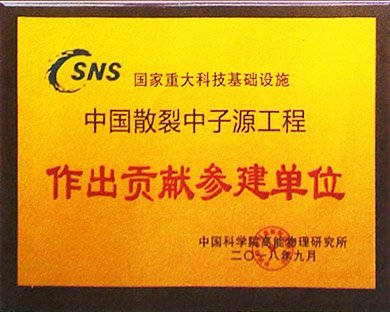 CSNS 国家重大科技基础设施
中国散裂中子源工程
作出贡献参建单位
中国科学院高能物理研究所
二〇一八年九月